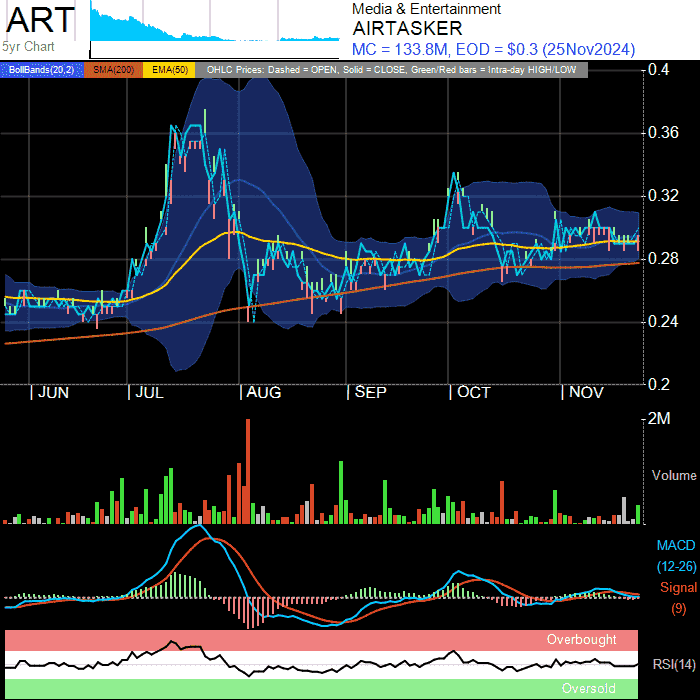 ART
5yr Chart
Media & Entertainment
AIRTASKER
MC = 133.8M, EOD = $0.3 (25Nov2024)
BollBands(20,2) SMA(200) EMA(50) OHLC Prices: Dashed = OPEN, Solid = CLOSE, Green/Red bars = Intra-day HIGH/LOW
0.4
0.36
0.32
0.28
0.24
0.2
| JUN | JUL | AUG | SEP | OCT | NOV
2M
Volume
MACD
(12-26)
Signal
(9)
Overbought
RSI(14)
Oversold